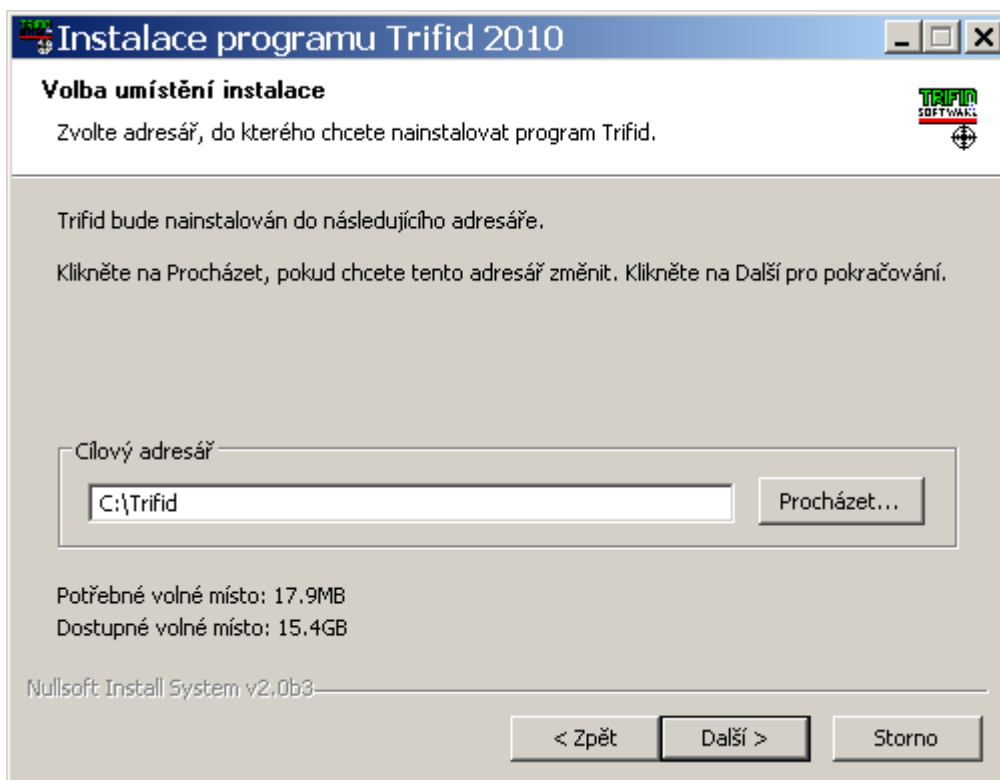 Instalace programu Trifid 2010
Volba umístění instalace
Zvolte adresář, do kterého chcete nainstalovat program Trifid.
TRIFID
SOFTWARE
Trifid bude nainstalován do následujícího adresáře.
Klikněte na Procházet, pokud chcete tento adresář změnit. Klikněte na Další pro pokračování.
Cílový adresář
C:\Trifid
Procházet...
Potřebné volné místo: 17.9MB
Dostupné volné místo: 15.4GB
Nullsoft Install System v2.0b3
< Zpět
Další >
Storno